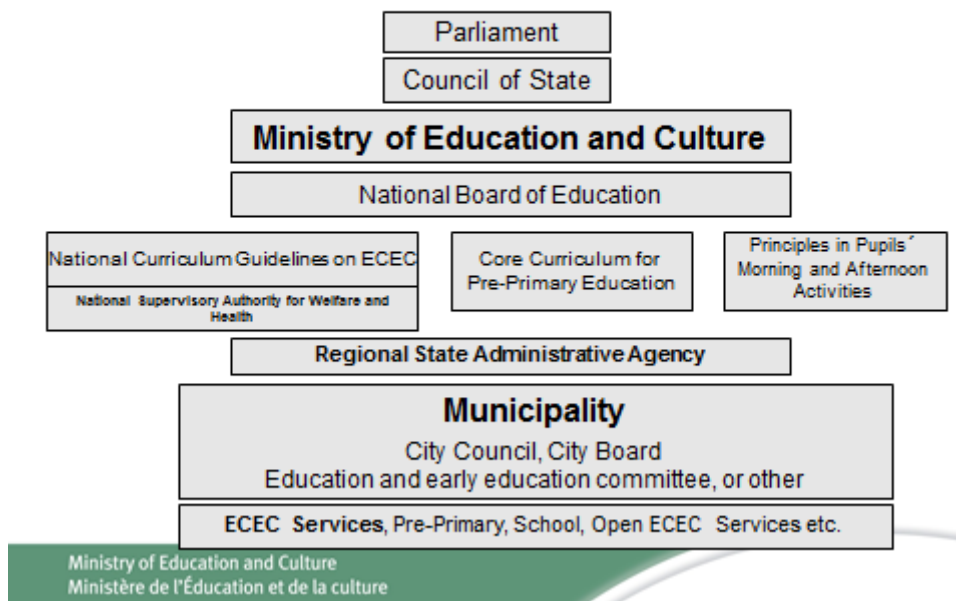 Parliament
Council of State
Ministry of Education and Culture
National Board of Education
National Curriculum Guidelines on ECEC
National Supervisory Authority for Welfare and
Health
Core Curriculum for
Pre-Primary Education
Principles in Pupils´
Morning and Afternoon
Activities
Regional State Administrative Agency
Municipality
City Council, City Board
Education and early education committee, or other
ECEC Services, Pre-Primary, School, Open ECEC Services etc.
Ministry of Education and Culture
Ministère de l'Éducation et de la culture